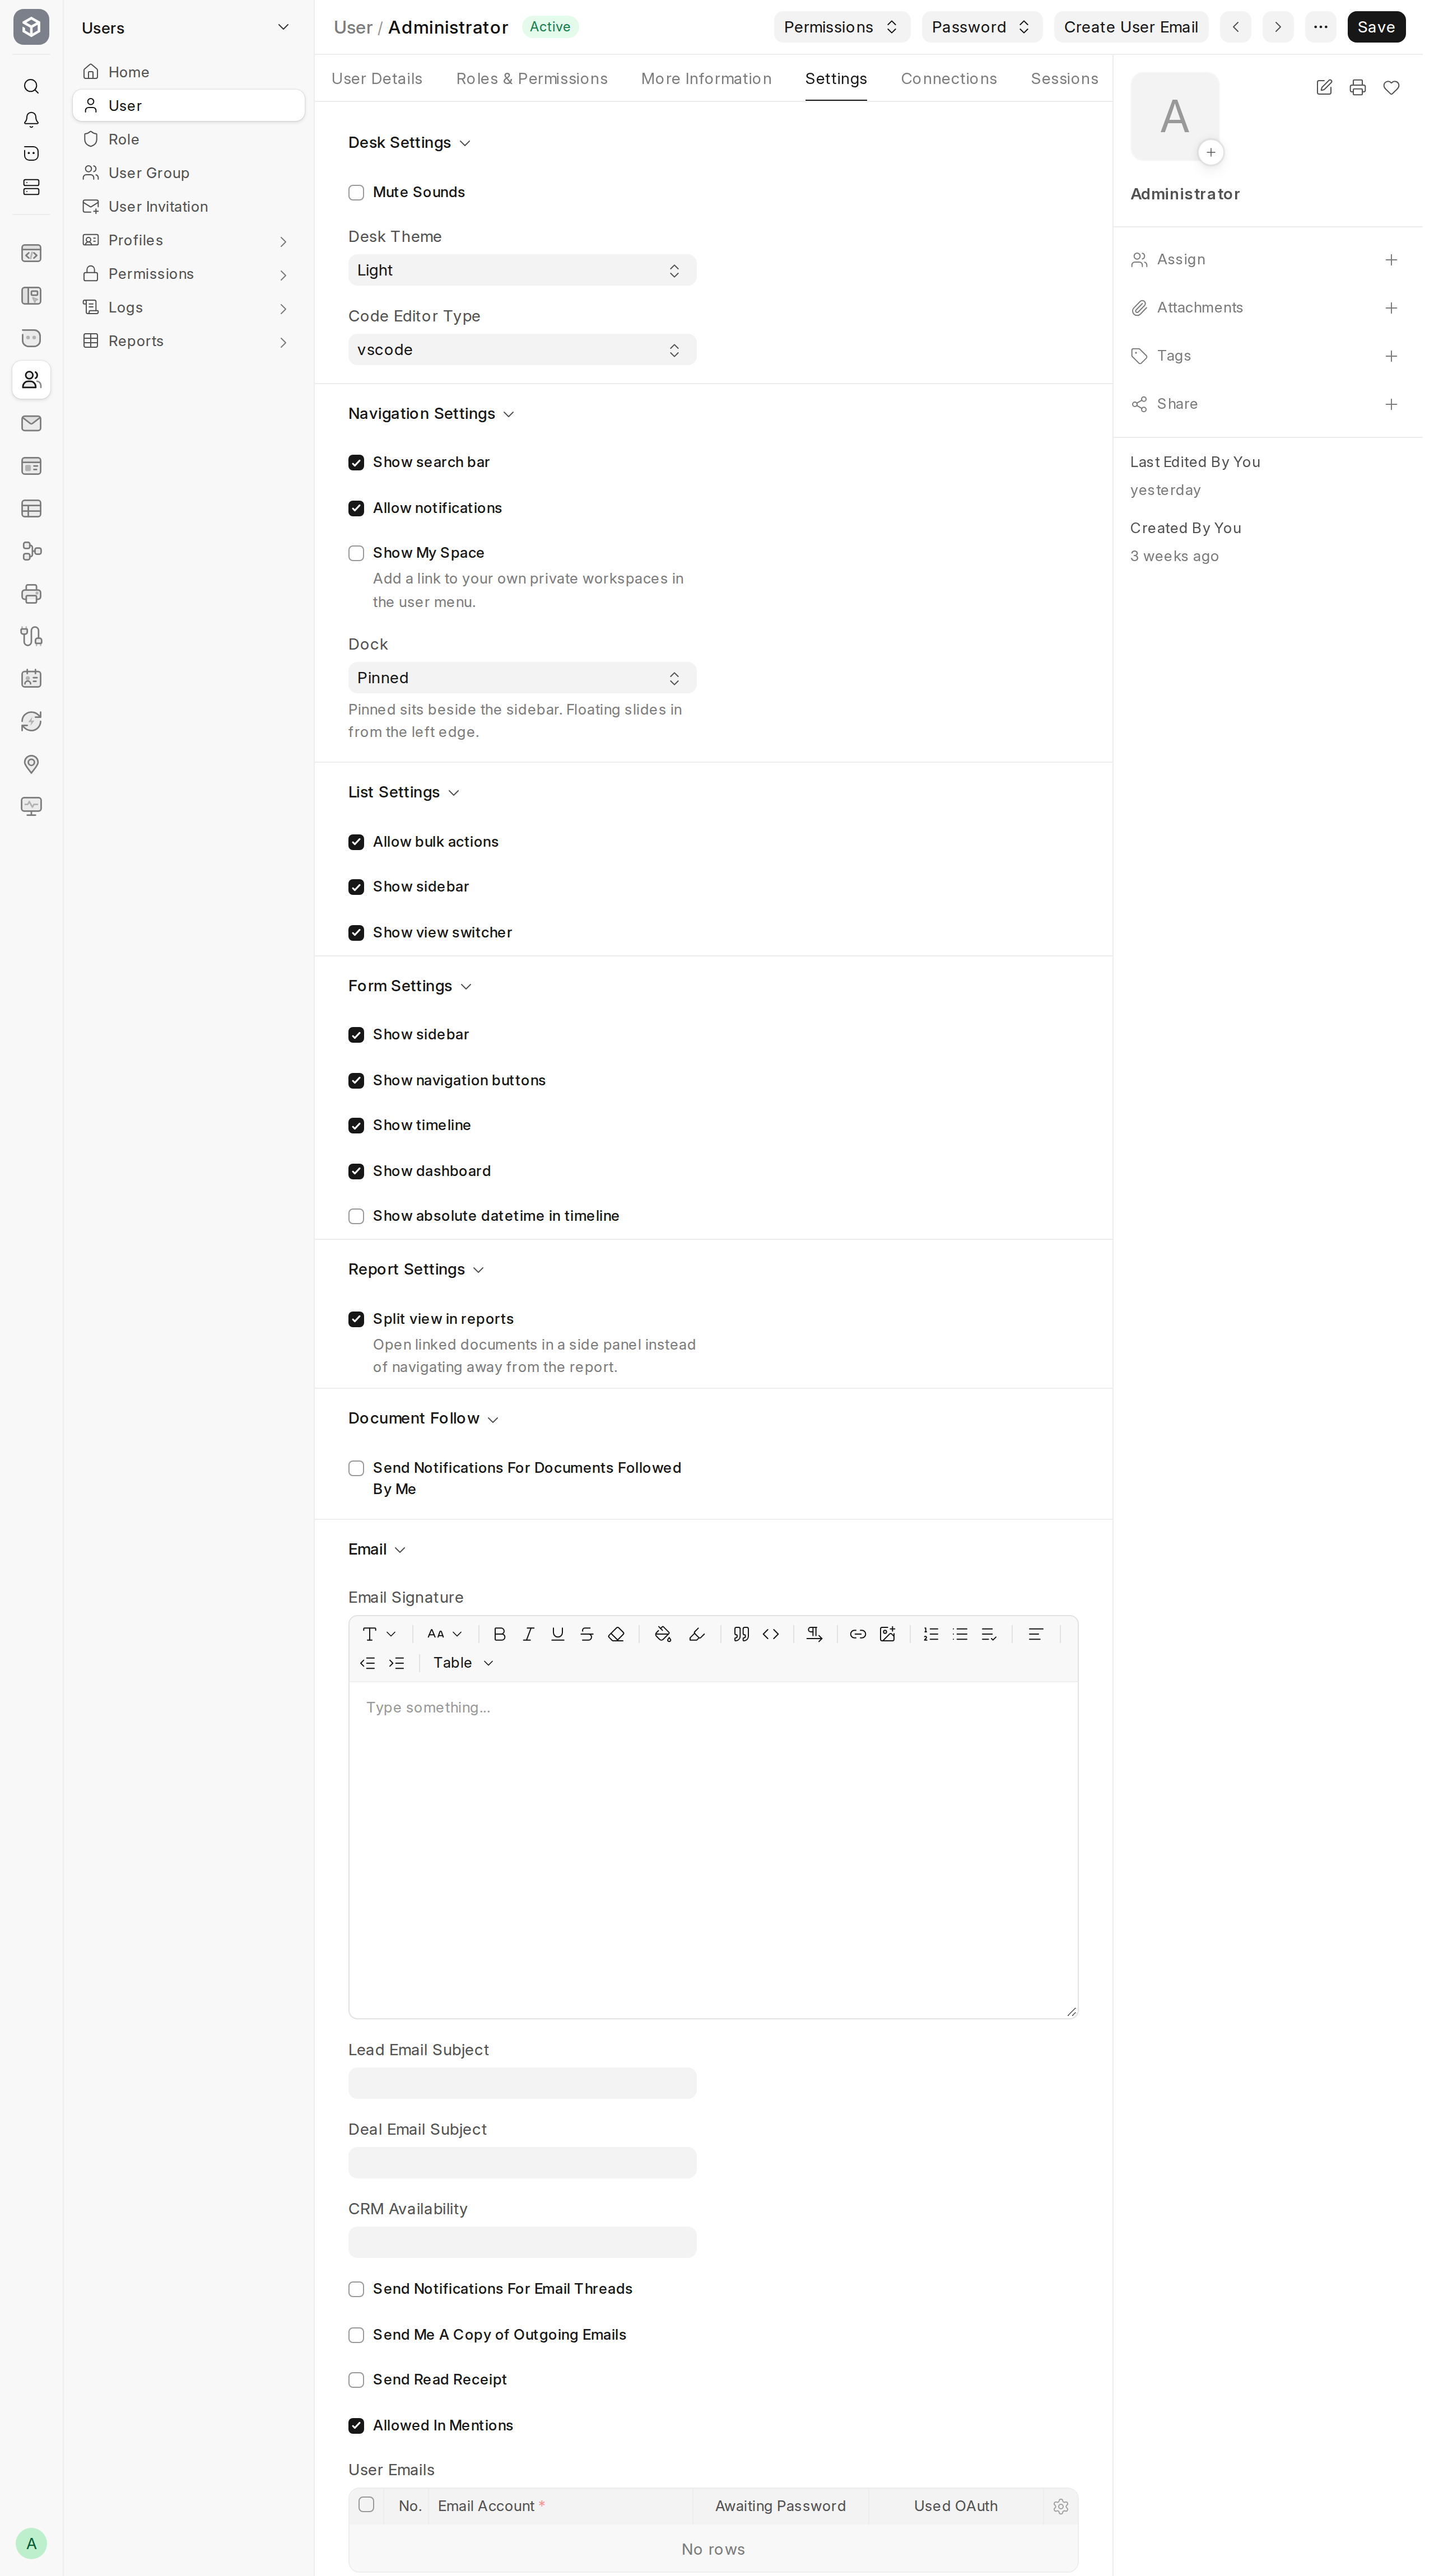 Users
Home
User
Role
User Group
User Invitation
Profiles
Permissions
Logs
Reports
A
User / Administrator Active
Permissions Password Create User Email Save
User Details Roles & Permissions More Information Settings Connections Sessions
Desk Settings
Mute Sounds
Desk Theme
Light
Code Editor Type
vscode
Navigation Settings
Show search bar
Allow notifications
Show My Space
Add a link to your own private workspaces in
the user menu.
Dock
Pinned
Pinned sits beside the sidebar. Floating slides in
from the left edge.
List Settings
Allow bulk actions
Show sidebar
Show view switcher
Form Settings
Show sidebar
Show navigation buttons
Show timeline
Show dashboard
Show absolute datetime in timeline
Report Settings
Split view in reports
Open linked documents in a side panel instead
of navigating away from the report.
Document Follow
Send Notifications For Documents Followed
By Me
Email
Email Signature
Table
Type something...
Lead Email Subject
Deal Email Subject
CRM Availability
Send Notifications For Email Threads
Send Me A Copy of Outgoing Emails
Send Read Receipt
Allowed In Mentions
User Emails
No. Email Account * Awaiting Password Used OAuth
No rows
A
Administrator
Assign
Attachments
Tags
Share
Last Edited By You
yesterday
Created By You
3 weeks ago